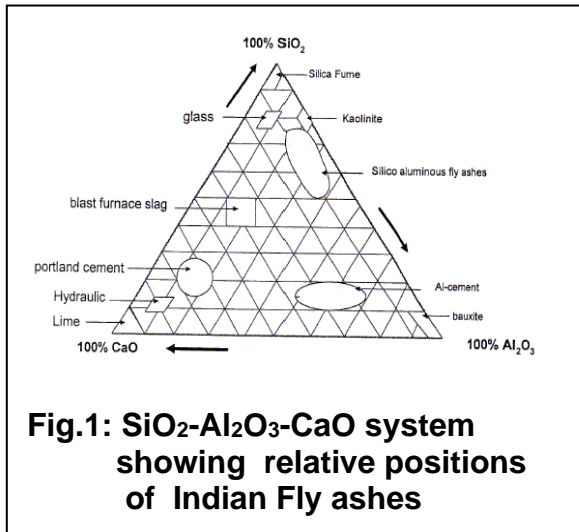 100% SiO₂
Silica Fume
glass
Kaolinite
Silico aluminous fly ashes
blast furnace slag
portland cement
Al-cement
Hydraulic
bauxite
Lime
100% CaO
100% Al₂O₃
Fig.1: SiO₂-Al₂O₃-CaO system
showing relative positions
of Indian Fly ashes